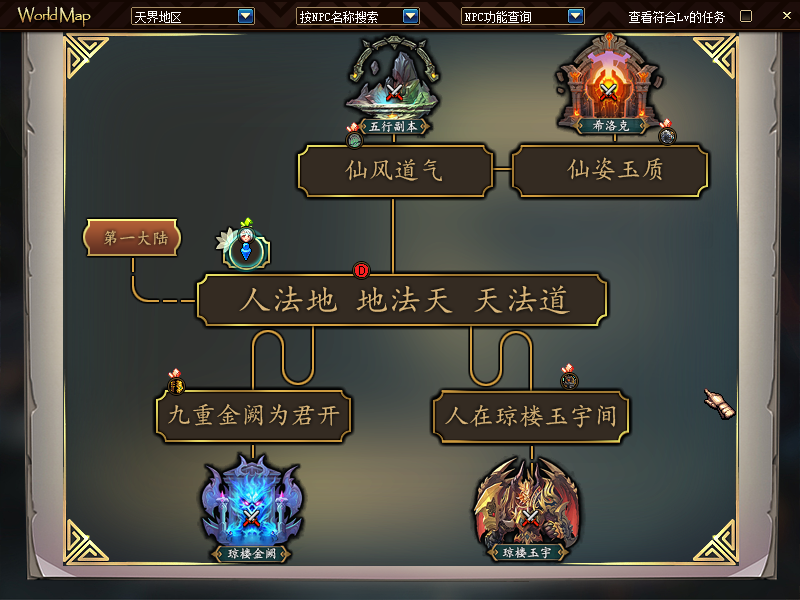 WorldMap
天界地区
按NPC名称搜索
NPC功能查询
查看符合Lv的任务
五行副本
希洛克
仙风道气
仙姿玉质
第一大陆
D
人法地 地法天 天法道
九重金阙为君开
人在琼楼玉宇间
琼楼金阙
琼楼玉宇